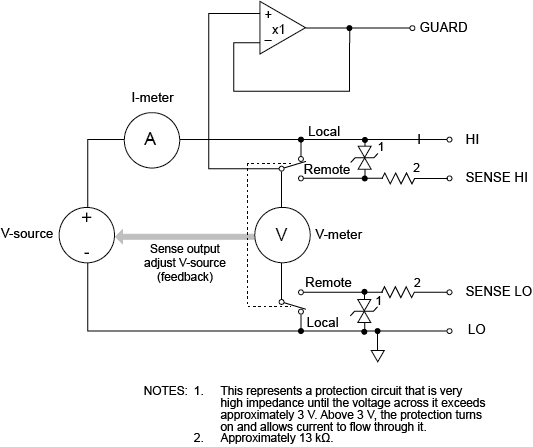 +
x1
–
GUARD
I-meter
A
Local
1
HI
Remote
2
SENSE HI
V-source
+
-
Sense output
adjust V-source
(feedback)
V
V-meter
Remote
2
SENSE LO
1
Local
LO
NOTES: 1. This represents a protection circuit that is very
high impedance until the voltage across it exceeds
approximately 3 V. Above 3 V, the protection turns
on and allows current to flow through it.
2. Approximately 13 kΩ.